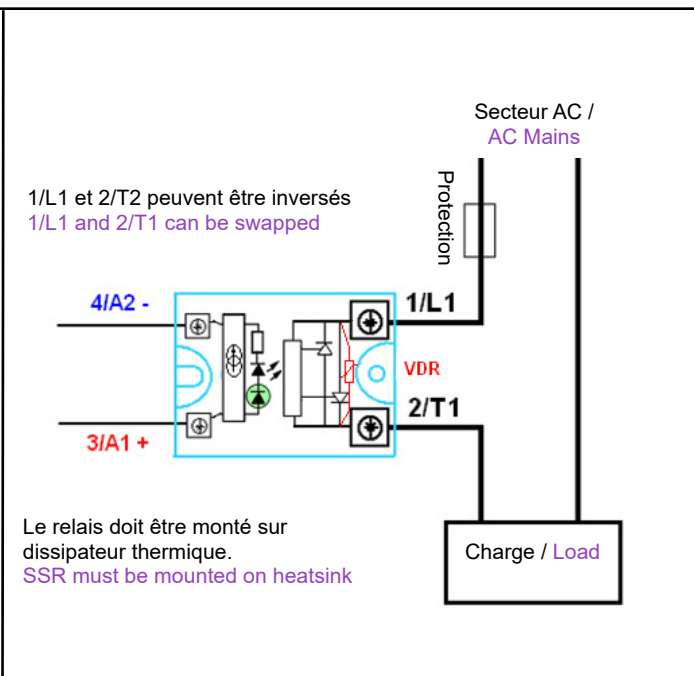 Secteur AC /
AC Mains
Protection
1/L1 et 2/T2 peuvent être inversés
1/L1 and 2/T1 can be swapped
4/A2 -
1/L1
VDR
2/T1
3/A1 +
Le relais doit être monté sur
dissipateur thermique.
SSR must be mounted on heatsink
Charge / Load